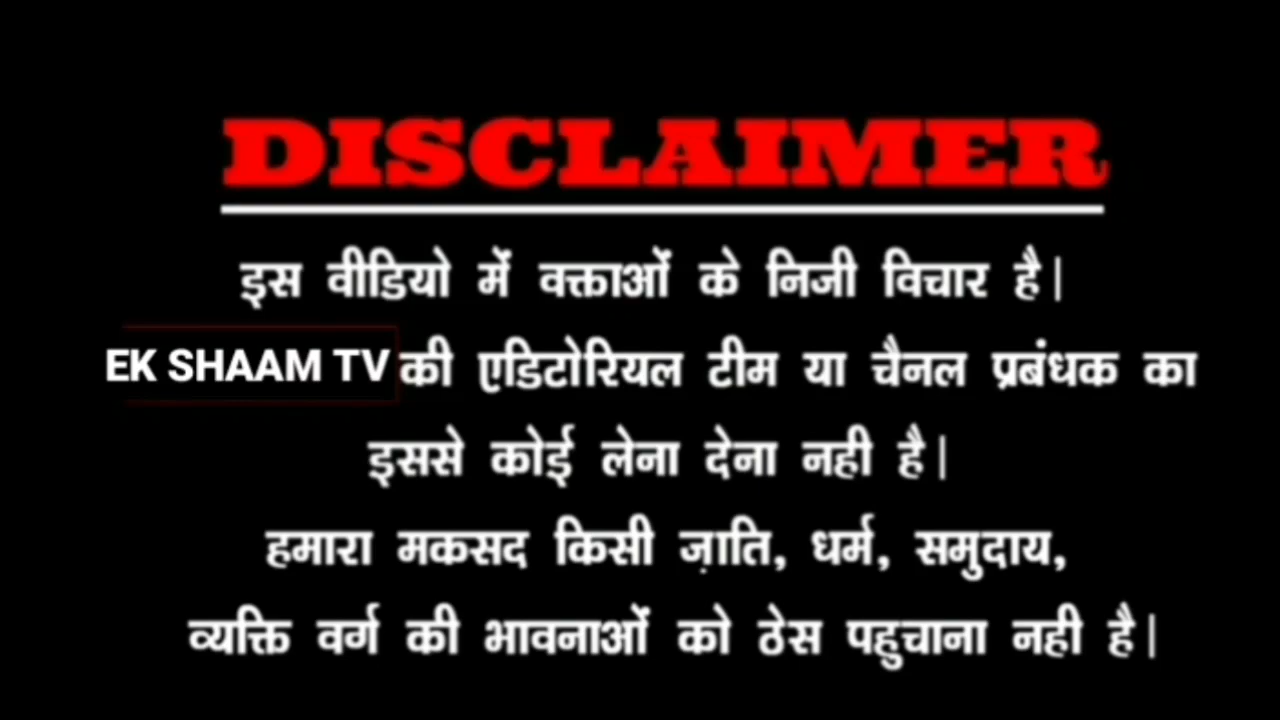 DISCLAIMER
इस वीडियो में वक्ताओं के निजी विचार है|
EK SHAAM TV की एडिटोरियल टीम या चैनल प्रबंधक का
इससे कोई लेना देना नही है|
हमारा मकसद किसी ज़ाति, धर्म, समुदाय,
व्यक्ति वर्ग की भावनाओं को ठेस पहुचाना नही है|